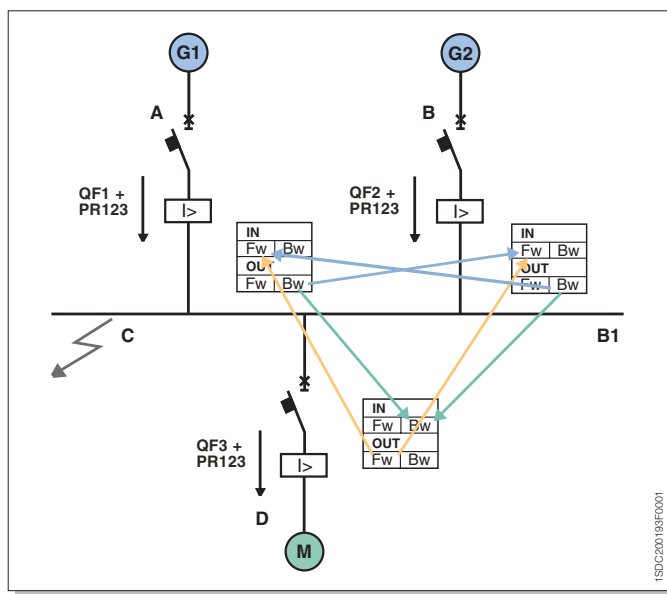 G1
G2
A
B
QF1 +
PR123
I>
QF2 +
PR123
I>
IN
Fw Bw
OUT
Fw Bw
IN
Fw Bw
OUT
Fw Bw
C
B1
QF3 +
PR123
I>
IN
Fw Bw
OUT
Fw Bw
D
M
1SDC200193F0001